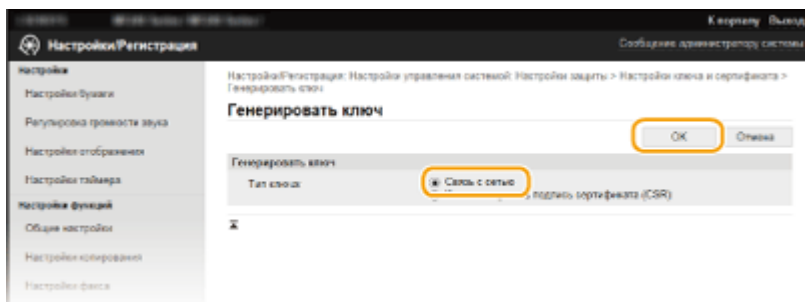 К порталу Выход
Настройки/Регистрация
Сообщение администратору системы
Настройки
Настройки бумаги
Регулировка громкости звука
Настройки отображения
Настройки таймера
Настройки функций
Общие настройки
Настройки копирования
Настройки факса
Настройки/Регистрация: Настройки управления системой: Настройки защиты > Настройки ключа и сертификата >
Генерировать ключ
Генерировать ключ
OK Отмена
Генерировать ключ
Тип ключа
Связь с сетью
подпись сертификата (CSR)